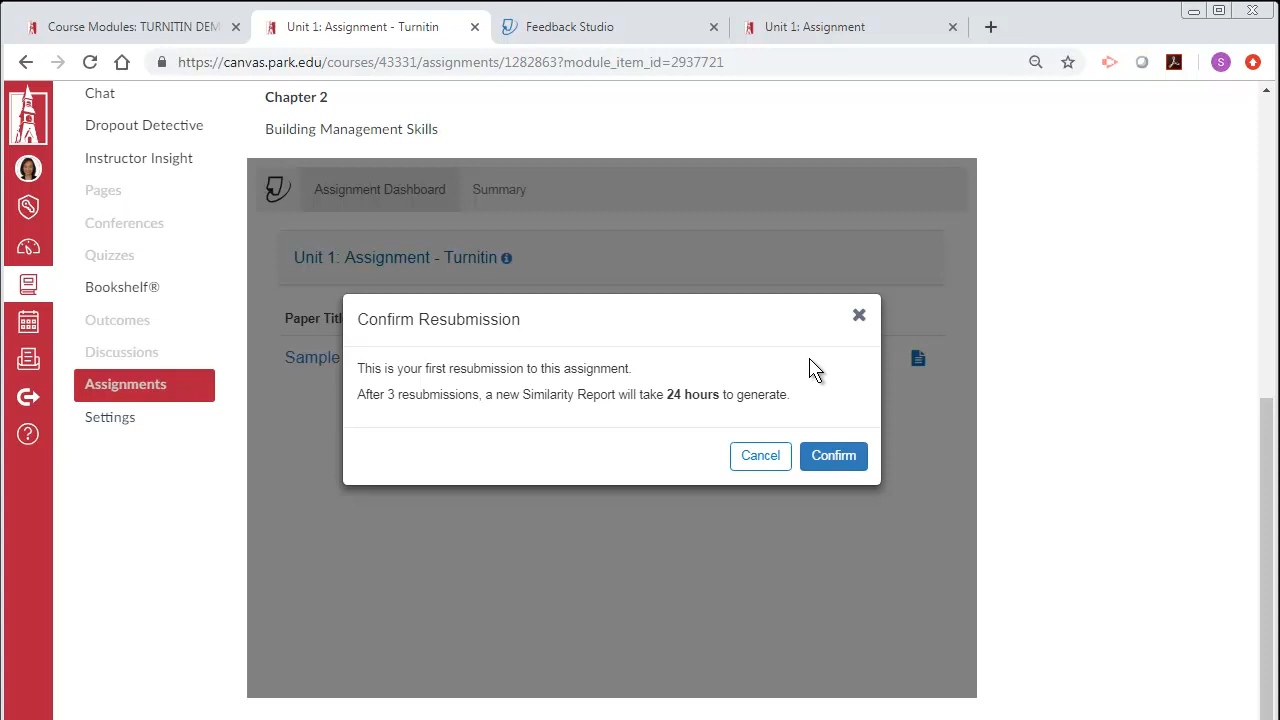 Course Modules: TURNITIN DEM
Unit 1: Assignment - Turnitin
Feedback Studio
Unit 1: Assignment
https://canvas.park.edu/courses/43331/assignments/1282868?module_item_id=2937721
S
Chat
Dropout Detective
Instructor Insight
Pages
Conferences
Quizzes
Bookshelf®
Outcomes
Discussions
Assignments
Settings
Chapter 2
Building Management Skills
Assignment Dashboard
Summary
Unit 1: Assignment - Turnitin
Paper Titl
Sample
Confirm Resubmission
This is your first resubmission to this assignment.
After 3 resubmissions, a new Similarity Report will take 24 hours to generate.
Cancel
Confirm